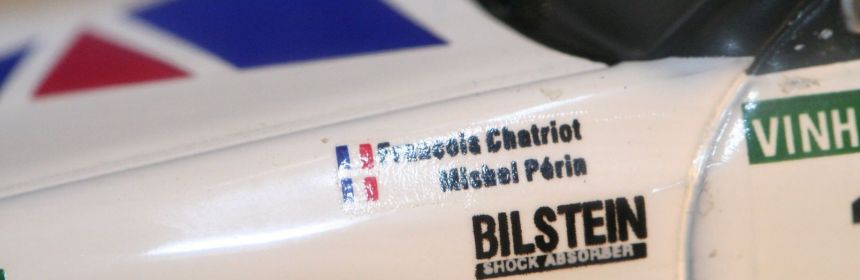 François Chatriot
Michel Périn
BILSTEIN
SHOCK ABSORBER
VINH